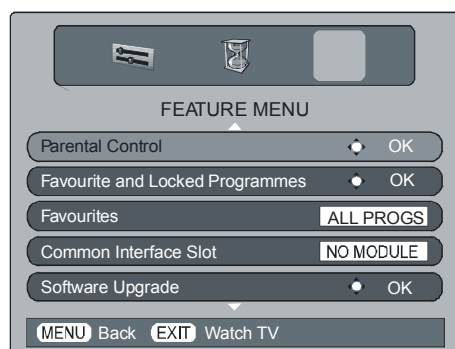 FEATURE MENU
Parental Control OK
Favourite and Locked Programmes OK
Favourites ALL PROGS
Common Interface Slot NO MODULE
Software Upgrade OK
MENU Back EXIT Watch TV